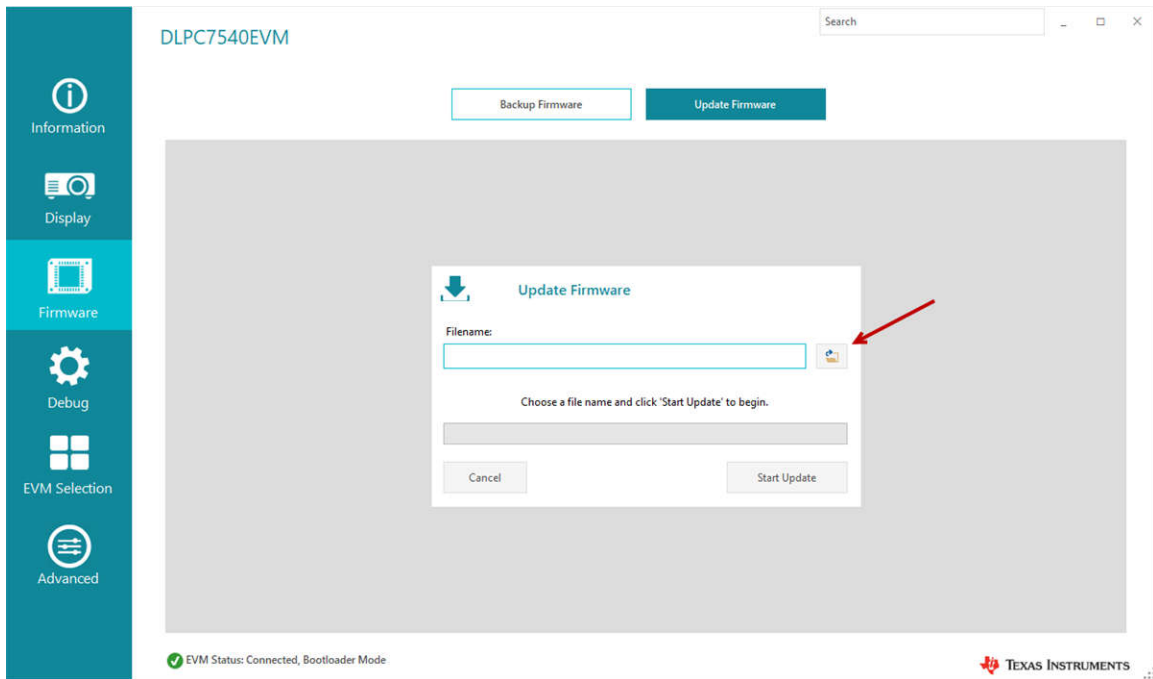 Search
DLPC7540EVM
Backup Firmware
Update Firmware
Information
Display
Firmware
Debug
EVM Selection
Advanced
Update Firmware
Filename:
Choose a file name and click 'Start Update' to begin.
Cancel
Start Update
EVM Status: Connected, Bootloader Mode
TEXAS INSTRUMENTS